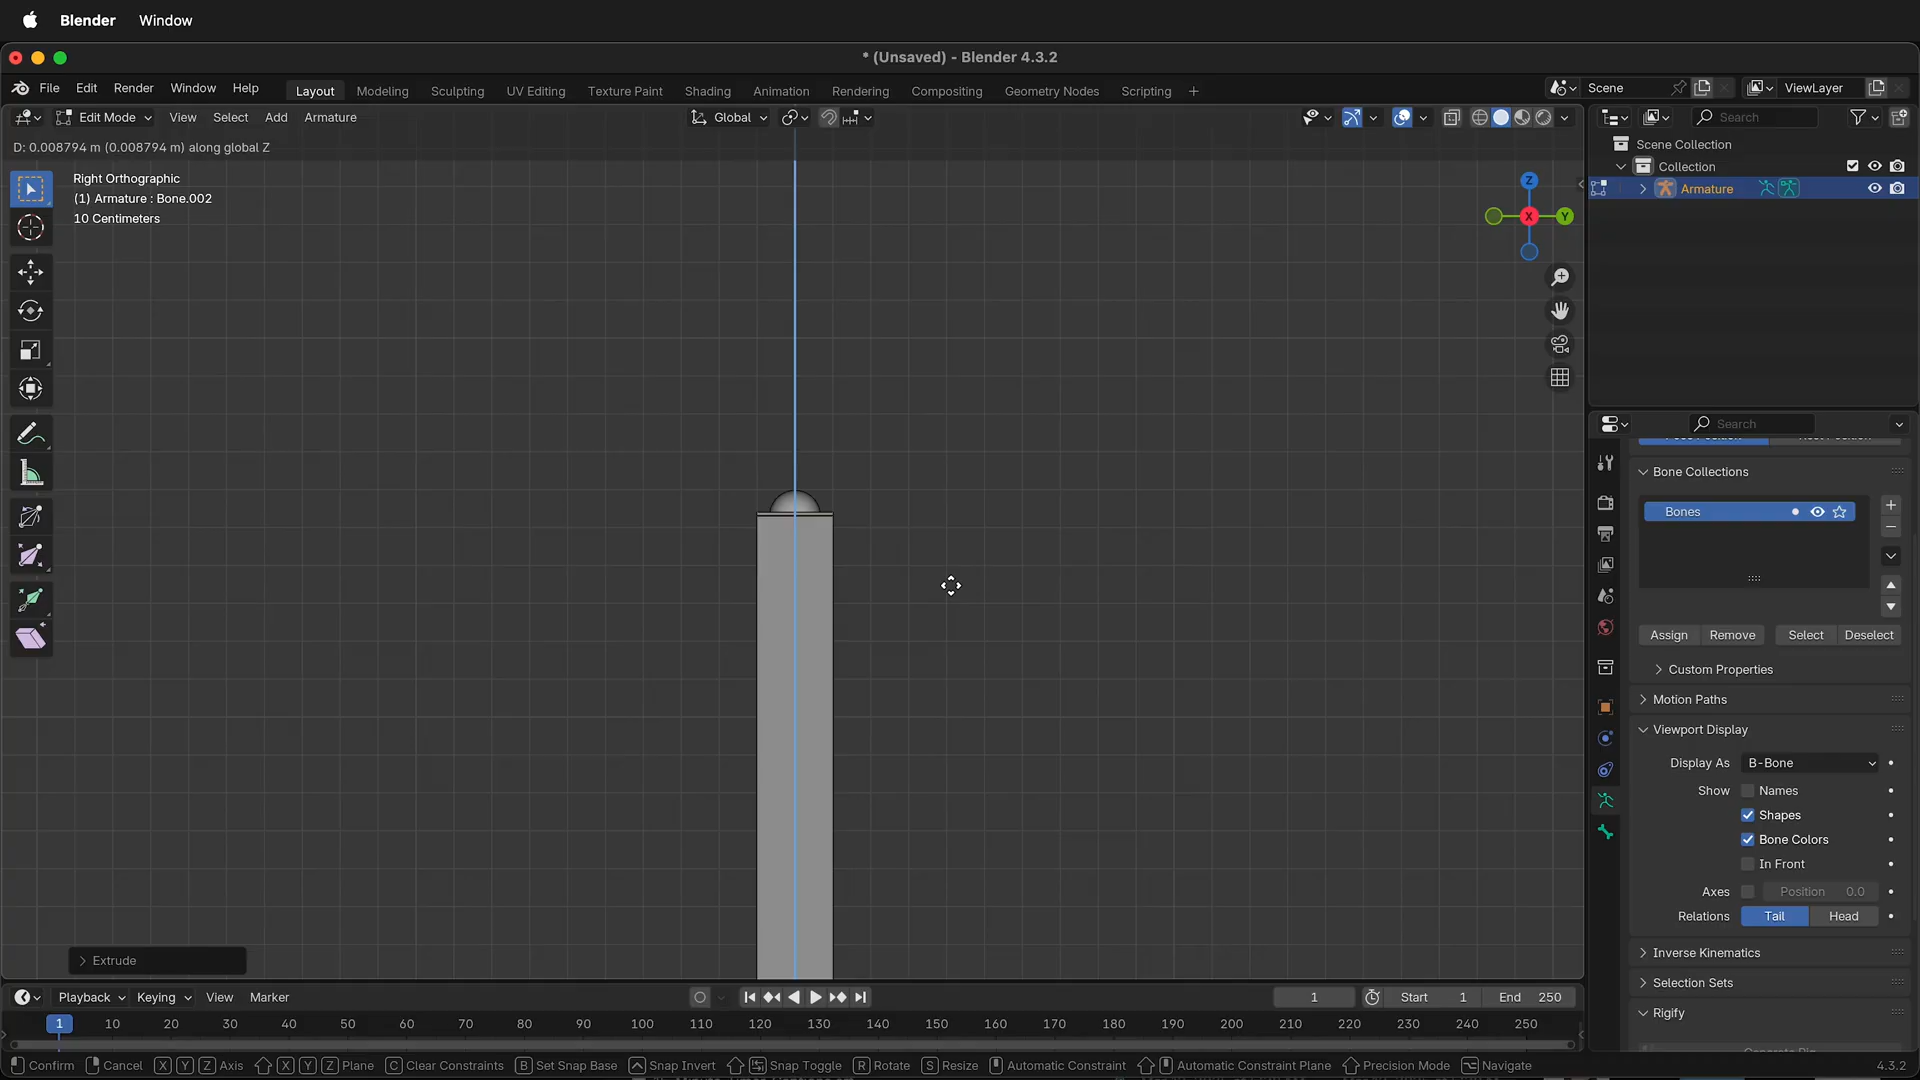 Blender Window
* (Unsaved) - Blender 4.3.2
File Edit Render Window Help Layout Modeling Sculpting UV Editing Texture Paint Shading Animation Rendering Compositing Geometry Nodes Scripting + Scene ViewLayer
Edit Mode View Select Add Armature Global Search
D: 0.008794 m (0.008794 m) along global Z
Scene Collection
Collection
Armature
Right Orthographic
(1) Armature : Bone.002
10 Centimeters
Z
X Y
Search
Bone Collections
Bones
Assign Remove Select Deselect
Custom Properties
Motion Paths
Viewport Display
Display As B-Bone
Show Names
Shapes
Bone Colors
In Front
Axes Position 0.0
Relations Tail Head
Inverse Kinematics
Selection Sets
Rigify
Extrude
Playback Keying View Marker 1 Start 1 End 250
1 10 20 30 40 50 60 70 80 90 100 110 120 130 140 150 160 170 180 190 200 210 220 230 240 250
Confirm Cancel X Y Z Axis X Y Z Plane C Clear Constraints B Set Snap Base Snap Invert Snap Toggle R Rotate S Resize Automatic Constraint Automatic Constraint Plane Precision Mode Navigate 4.3.2